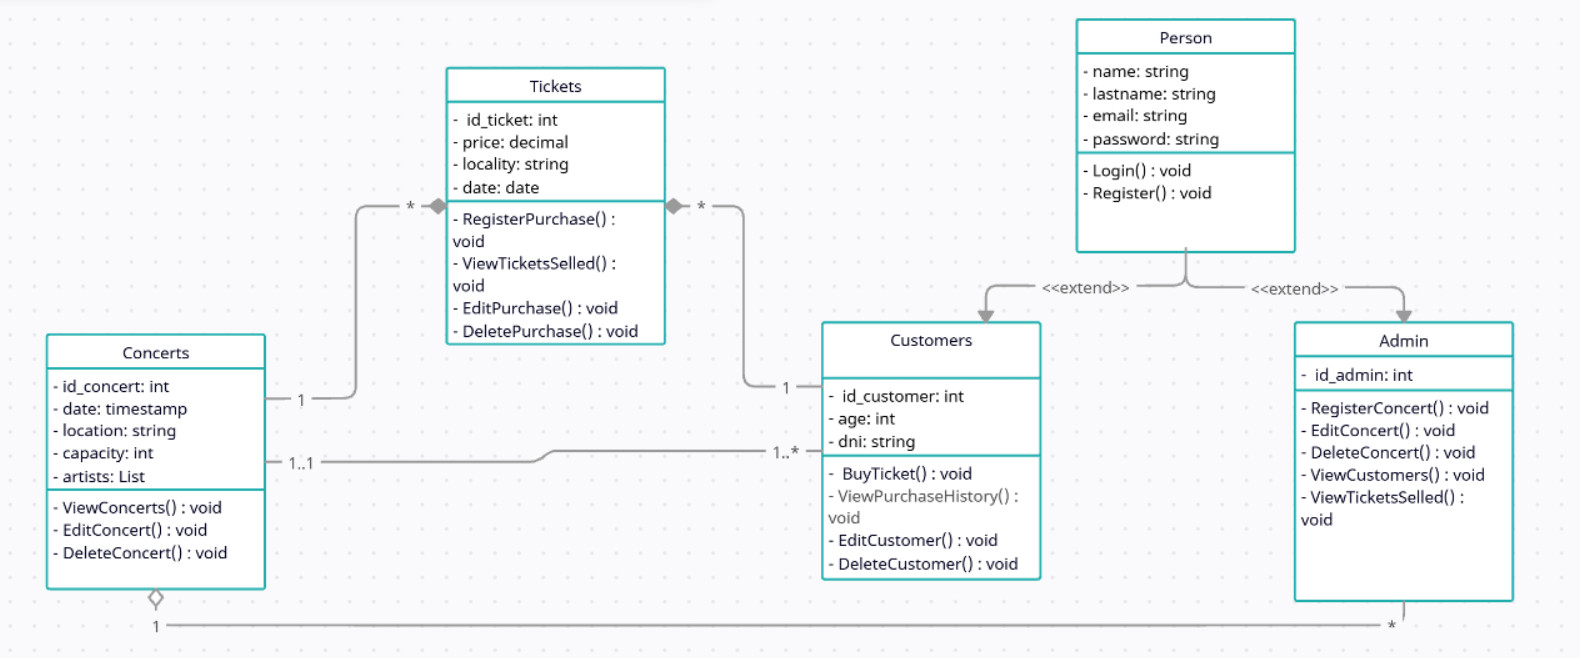 Person
- name: string
- lastname: string
- email: string
- password: string
- Login() : void
- Register() : void
Tickets
- id_ticket: int
- price: decimal
- locality: string
- date: date
- RegisterPurchase() :
void
- ViewTicketsSelled() :
void
- EditPurchase() : void
- DeletePurchase() : void
*
*
<<extend>>
<<extend>>
Concerts
- id_concert: int
- date: timestamp
- location: string
- capacity: int
- artists: List
- ViewConcerts() : void
- EditConcert() : void
- DeleteConcert() : void
1
1..1
1
1..*
Customers
- id_customer: int
- age: int
- dni: string
- BuyTicket() : void
- ViewPurchaseHistory() :
void
- EditCustomer() : void
- DeleteCustomer() : void
Admin
- id_admin: int
- RegisterConcert() : void
- EditConcert() : void
- DeleteConcert() : void
- ViewCustomers() : void
- ViewTicketsSelled() :
void
1
*